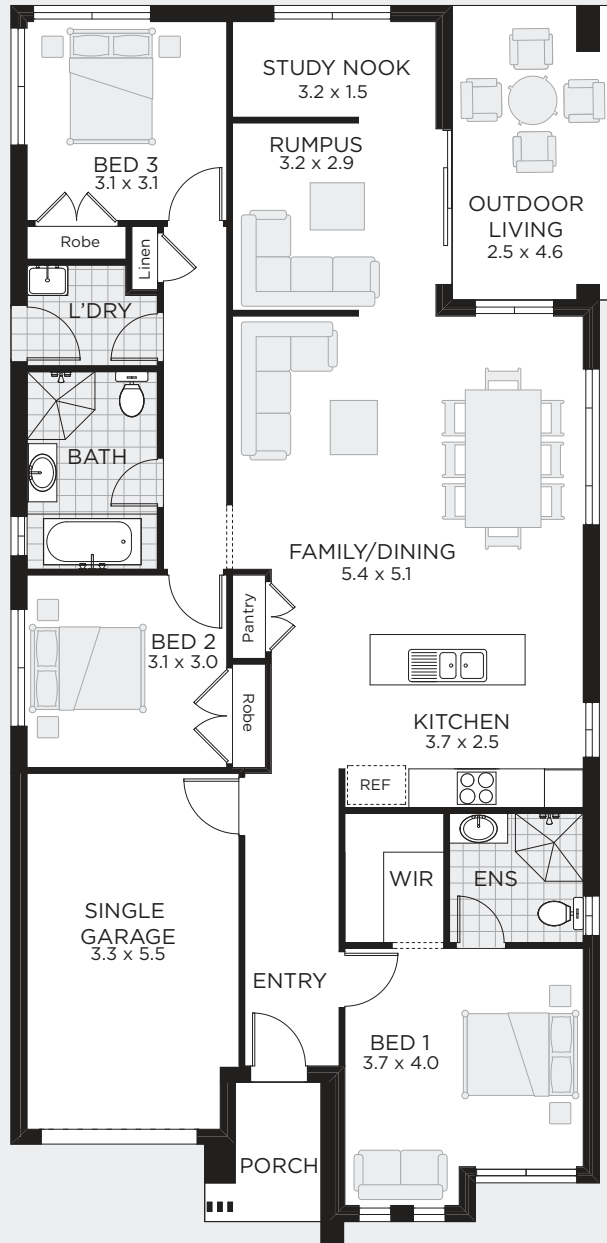 STUDY NOOK
3.2 x 1.5
BED 3
3.1 x 3.1
RUMPUS
3.2 x 2.9
OUTDOOR
LIVING
2.5 x 4.6
Robe
Linen
L'DRY
BATH
FAMILY/DINING
5.4 x 5.1
Pantry
BED 2
3.1 x 3.0
Robe
KITCHEN
3.7 x 2.5
REF
WIR
ENS
SINGLE
GARAGE
3.3 x 5.5
ENTRY
BED 1
3.7 x 4.0
PORCH